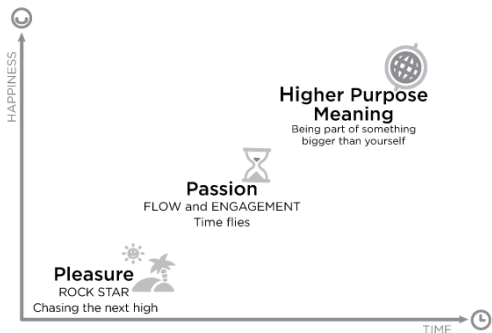 HAPPINESS
Higher Purpose
Meaning
Being part of something
bigger than yourself
Passion
FLOW and ENGAGEMENT
Time flies
Pleasure
ROCK STAR
Chasing the next high
TIME